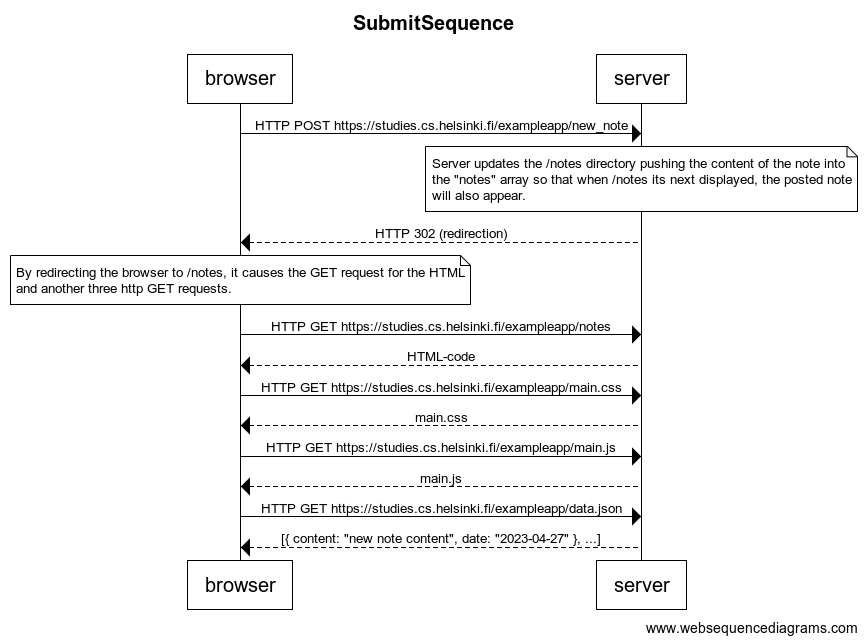 SubmitSequence
browser
server
HTTP POST https://studies.cs.helsinki.fi/exampleapp/new_note
Server updates the /notes directory pushing the content of the note into
the "notes" array so that when /notes its next displayed, the posted note
will also appear.
HTTP 302 (redirection)
By redirecting the browser to /notes, it causes the GET request for the HTML
and another three http GET requests.
HTTP GET https://studies.cs.helsinki.fi/exampleapp/notes
HTML-code
HTTP GET https://studies.cs.helsinki.fi/exampleapp/main.css
main.css
HTTP GET https://studies.cs.helsinki.fi/exampleapp/main.js
main.js
HTTP GET https://studies.cs.helsinki.fi/exampleapp/data.json
[{ content: "new note content", date: "2023-04-27" }, ...]
browser
server
www.websequencediagrams.com